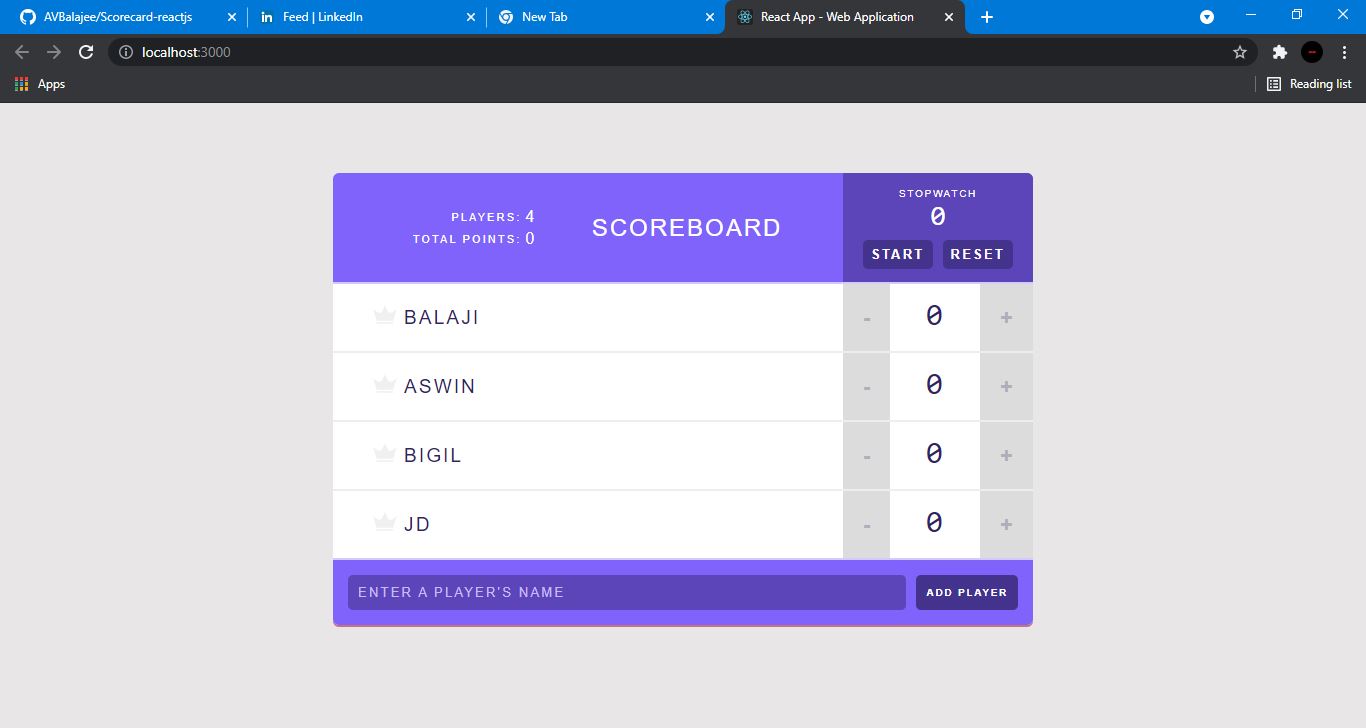 AVBalajee/Scorecard-reactjs
Feed | LinkedIn
New Tab
React App - Web Application
localhost:3000
Apps
Reading list
PLAYERS: 4
TOTAL POINTS: 0
SCOREBOARD
STOPWATCH
0
START RESET
BALAJI - 0 +
ASWIN - 0 +
BIGIL - 0 +
JD - 0 +
ENTER A PLAYER'S NAME
ADD PLAYER